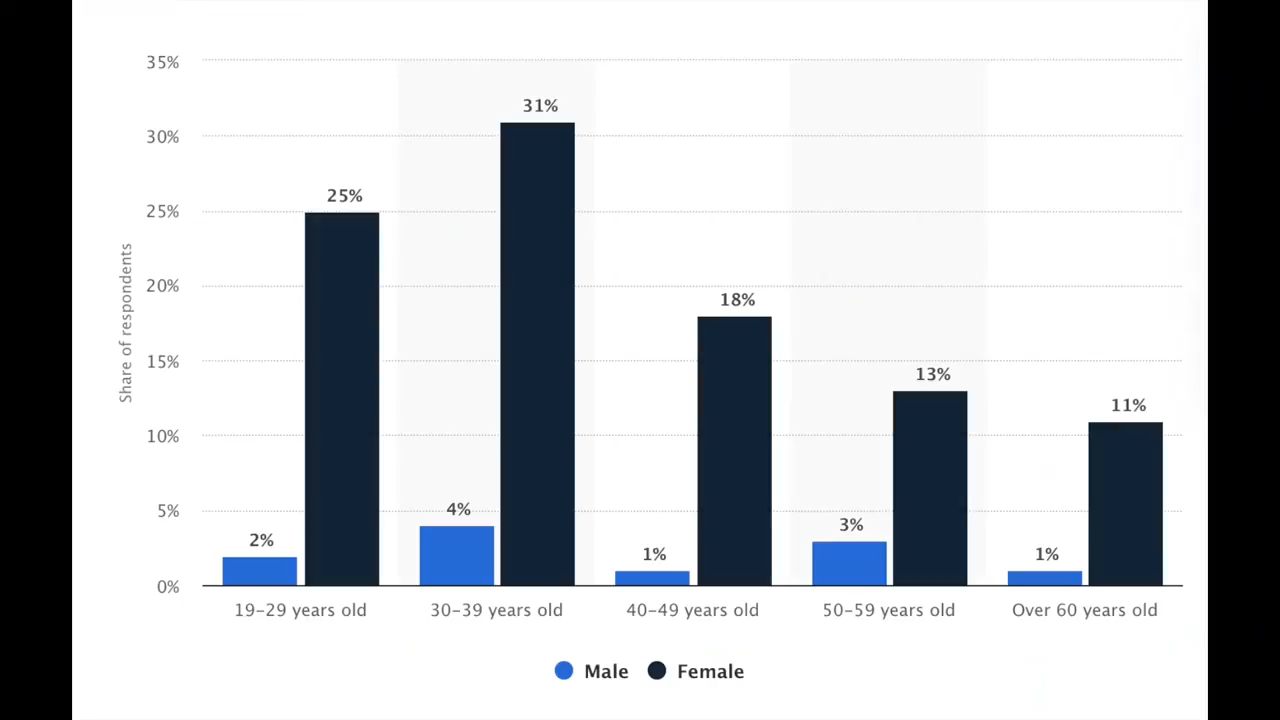 35%
31%
30%
25%
25%
20%
18%
15%
13%
11%
10%
5%
4%
3%
2%
1%
1%
0%
Share of respondents
19–29 years old
30–39 years old
40–49 years old
50–59 years old
Over 60 years old
Male
Female